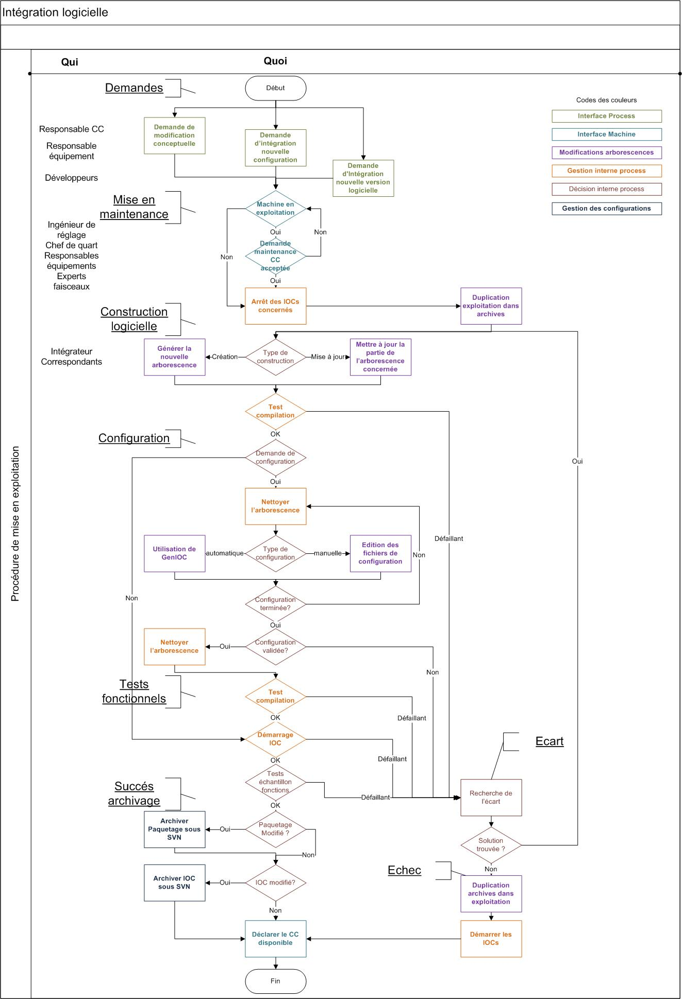 Intégration logicielle
Qui
Quoi
Demandes
Début
Codes des couleurs
Interface Process
Interface Machine
Modifications arborescences
Gestion interne process
Décision interne process
Gestion des configurations
Responsable CC
Responsable
équipement
Développeurs
Demande de
modification
conceptuelle
Demande
d'intégration
nouvelle
configuration
Demande
d'Intégration
nouvelle version
logicielle
Mise en
maintenance
Machine en
exploitation
Oui
Non
Non
Demande
maintenance
CC
acceptée
Oui
Ingénieur de
réglage
Chef de quart
Responsables
équipements
Experts
faisceaux
Arrêt des IOCs
concernés
Duplication
exploitation dans
archives
Construction
logicielle
Intégrateur
Correspondants
Générer la
nouvelle
arborescence
Création
Type de
construction
Mise à jour
Mettre à jour la
partie de
l'arborescence
concernée
Test
compilation
OK
Configuration
Demande de
configuration
Oui
Oui
Procédure de mise en exploitation
Nettoyer
l'arborescence
Défaillant
Utilisation de
GenIOC
automatique
Type de
configuration
manuelle
Edition des
fichiers de
configuration
Non
Non
Configuration
terminée?
Oui
Nettoyer
l'arborescence
Oui
Configuration
validée?
Non
Tests
fonctionnels
Test
compilation
Défaillant
OK
Démarrage
IOC
Défaillant
OK
Ecart
Tests
échantillon
fonctions
Défaillant
OK
Recherche de
l'écart
Succés
archivage
Archiver
Paquetage sous
SVN
Oui
Paquetage
Modifié ?
Non
Solution
trouvée ?
Non
Echec
Archiver IOC
sous SVN
Oui
IOC modifié?
Non
Duplication
archives dans
exploitation
Déclarer le CC
disponible
Démarrer les
IOCs
Fin